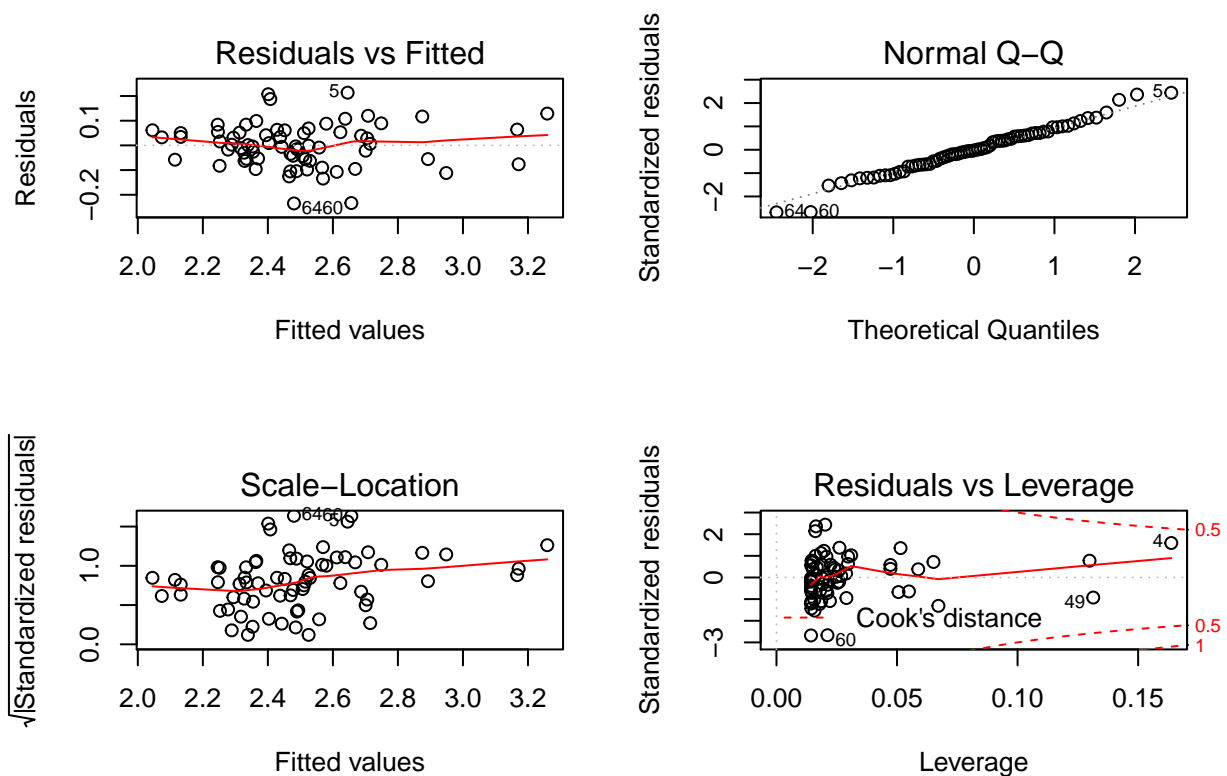 Residuals vs Fitted
Residuals
−0.2
0.1
5
6460
2.0 2.2 2.4 2.6 2.8 3.0 3.2
Fitted values
Normal Q−Q
Standardized residuals
−2
0
2
5
64 60
−2 −1 0 1 2
Theoretical Quantiles
Scale−Location
√|Standardized residuals|
0.0
1.0
6460
5
2.0 2.2 2.4 2.6 2.8 3.0 3.2
Fitted values
Residuals vs Leverage
Standardized residuals
−3
0
2
0.5
4
49
Cook's distance
60
0.5
1
0.00 0.05 0.10 0.15
Leverage